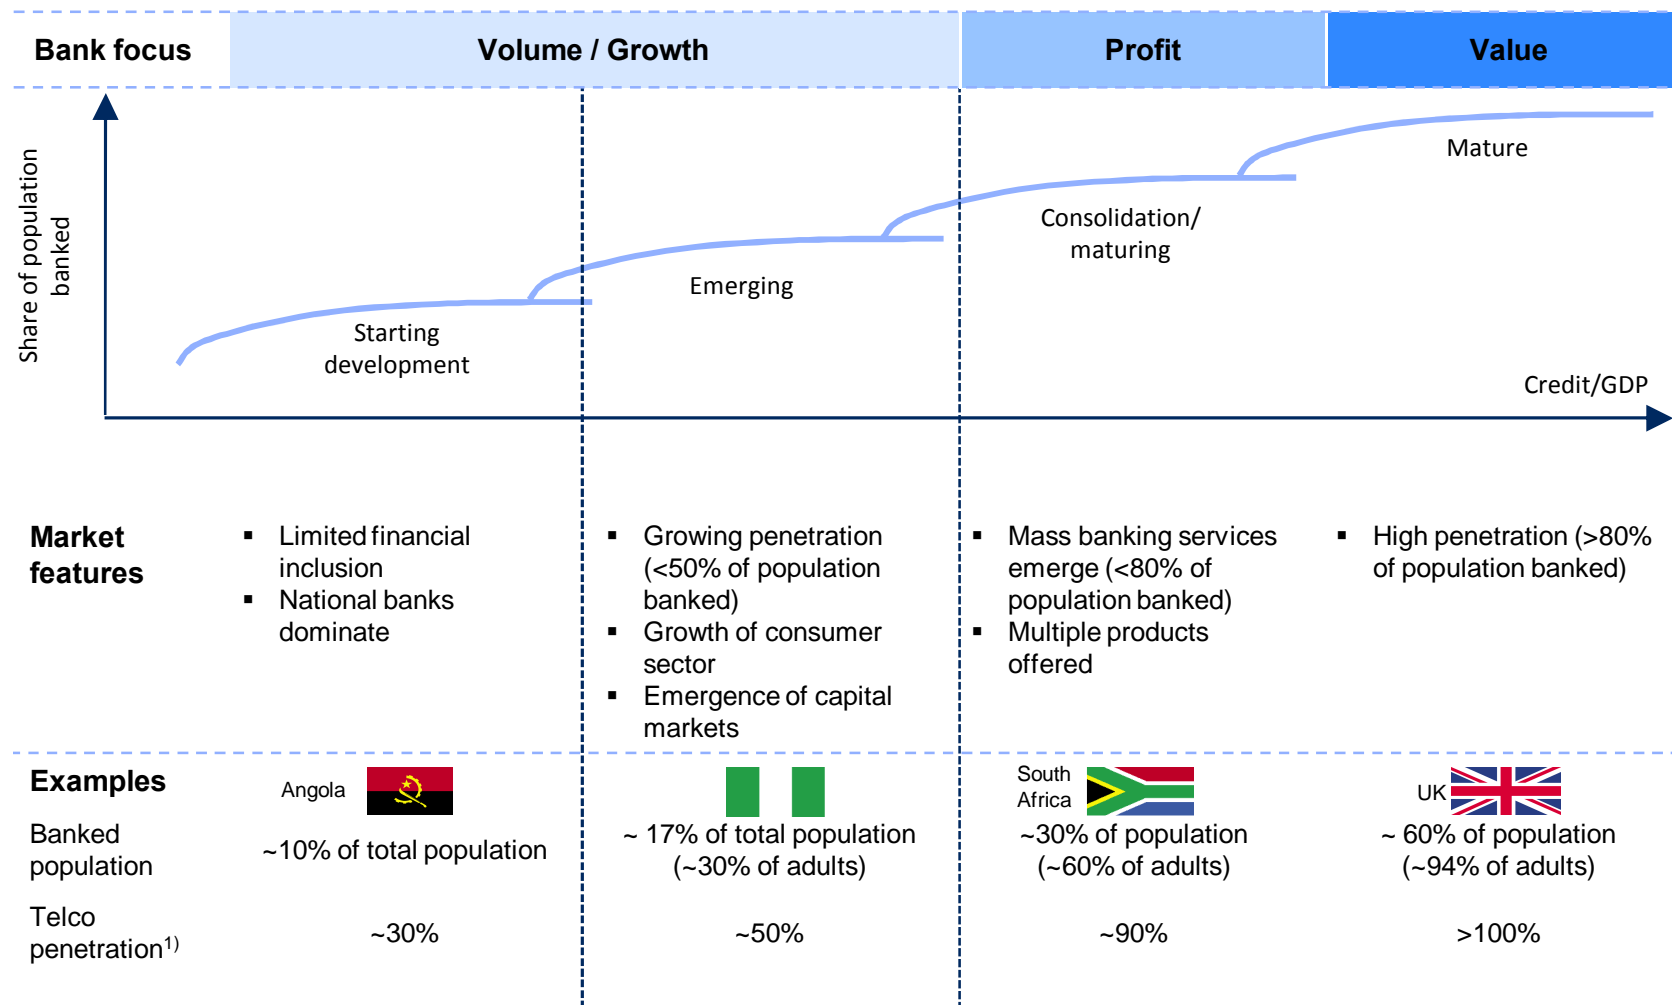 Bank focus
Volume / Growth
Profit
Value
Share of population
banked
Starting
development
Emerging
Consolidation/
maturing
Mature
Credit/GDP
Market
features
▪ Limited financial
inclusion
▪ National banks
dominate
▪ Growing penetration
(<50% of population
banked)
▪ Growth of consumer
sector
▪ Emergence of capital
markets
▪ Mass banking services
emerge (<80% of
population banked)
▪ Multiple products
offered
▪ High penetration (>80%
of population banked)
Examples
Angola
South
Africa
UK
Banked
population
~10% of total population
~ 17% of total population
(~30% of adults)
~30% of population
(~60% of adults)
~ 60% of population
(~94% of adults)
Telco
penetration1)
~30%
~50%
~90%
>100%